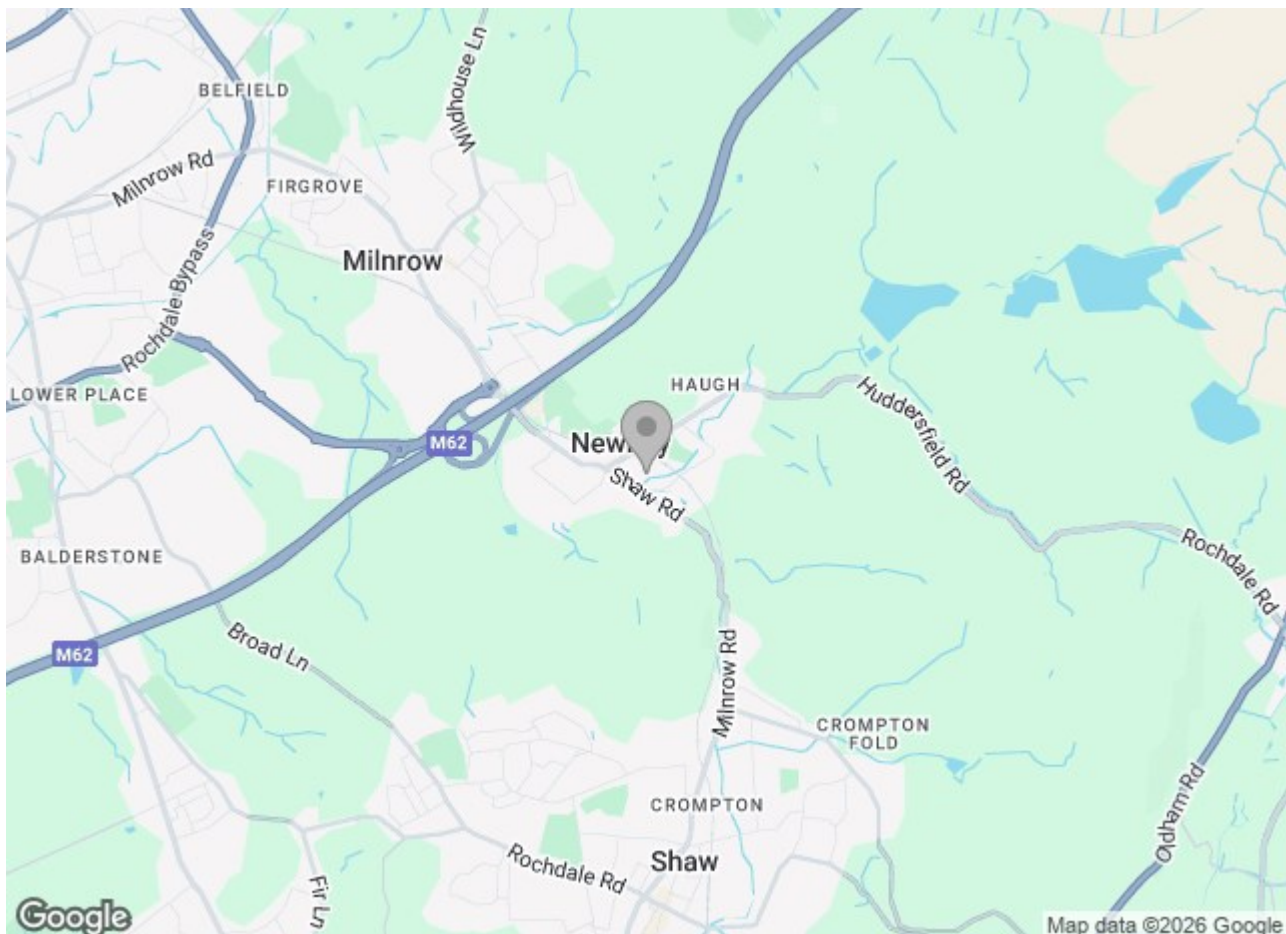 BELFIELD
Wildhouse Ln
Milnrow Rd
FIRGROVE
Milnrow
Rochdale Bypass
LOWER PLACE
HAUGH
Huddersfield Rd
M62
Shaw Rd
Rochdale Rd
BALDERSTONE
M62
Broad Ln
Milnrow Rd
CROMPTON
FOLD
CROMPTON
Oldham Rd
Shaw
Rochdale Rd
Fir Ln
Google
Map data ©2026 Google